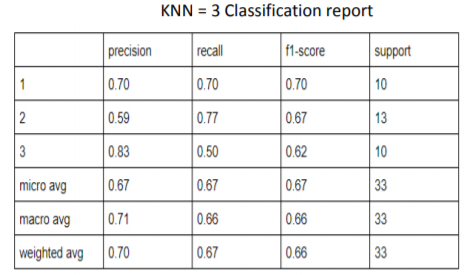 KNN = 3 Classification report
precision recall f1-score support
1 0.70 0.70 0.70 10
2 0.59 0.77 0.67 13
3 0.83 0.50 0.62 10
micro avg 0.67 0.67 0.67 33
macro avg 0.71 0.66 0.66 33
weighted avg 0.70 0.67 0.66 33